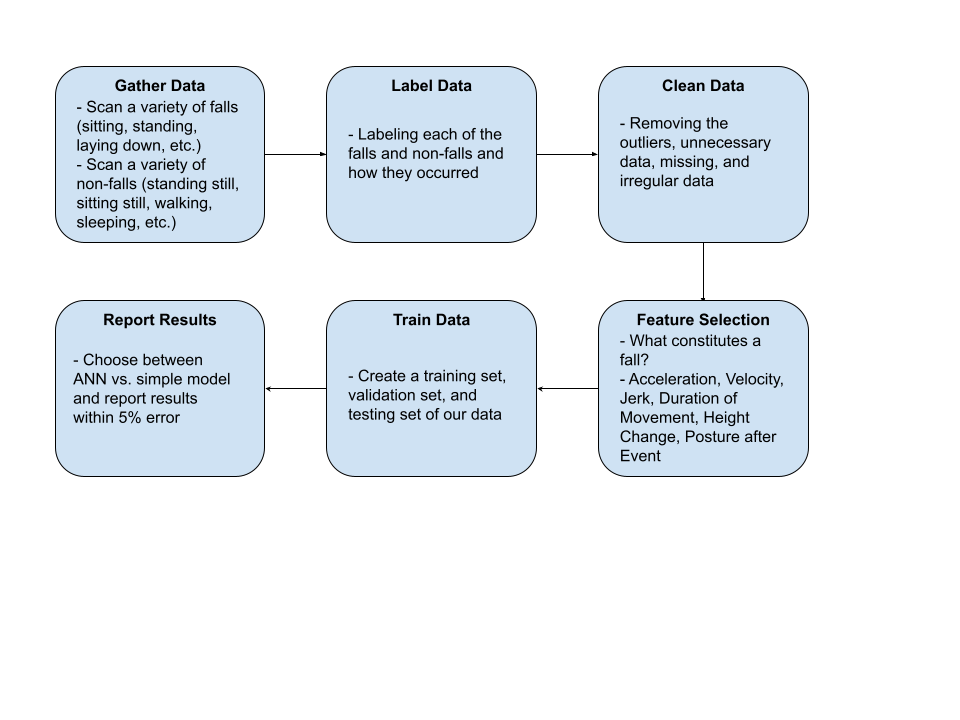 Gather Data
- Scan a variety of falls
(sitting, standing,
laying down, etc.)
- Scan a variety of
non-falls (standing still,
sitting still, walking,
sleeping, etc.)
Label Data
- Labeling each of the
falls and non-falls and
how they occurred
Clean Data
- Removing the
outliers, unnecessary
data, missing, and
irregular data
Feature Selection
- What constitutes a
fall?
- Acceleration, Velocity,
Jerk, Duration of
Movement, Height
Change, Posture after
Event
Train Data
- Create a training set,
validation set, and
testing set of our data
Report Results
- Choose between
ANN vs. simple model
and report results
within 5% error